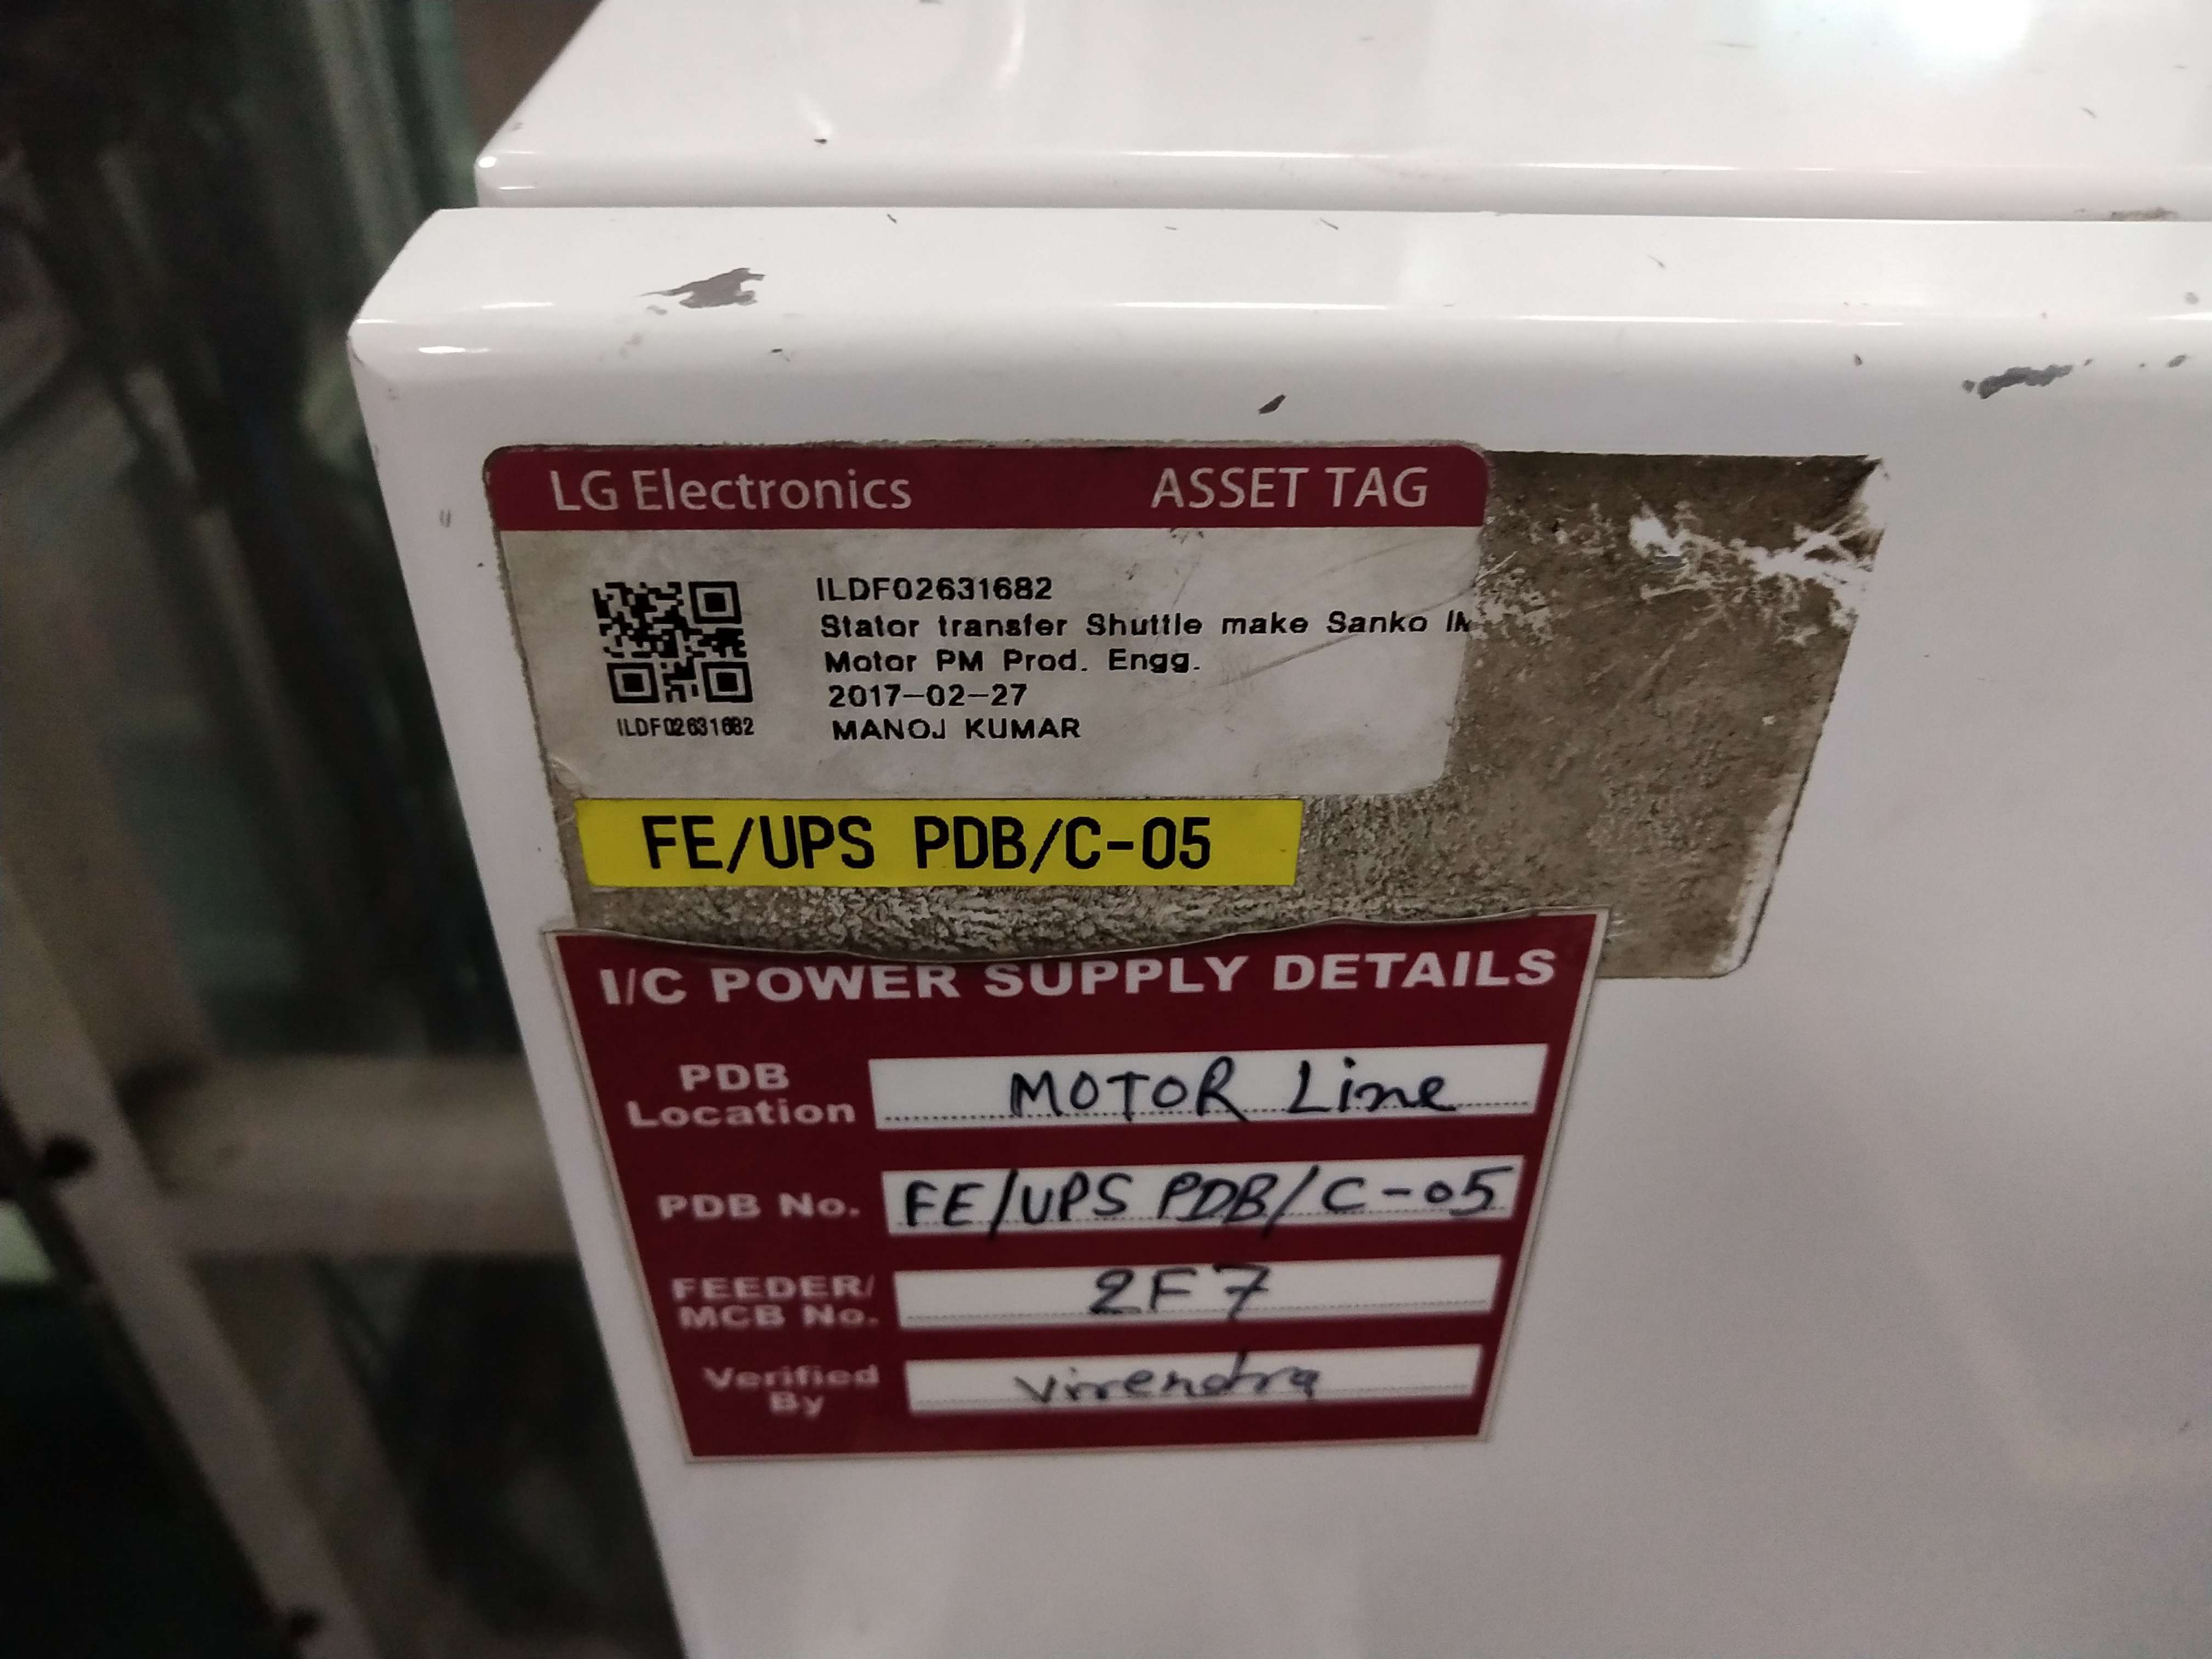 LG Electronics ASSET TAG
ILDF02631682
Stator transfer Shuttle make Sanko
Motor PM Prod. Engg.
2017-02-27
MANOJ KUMAR
ILDF02631682
FE/UPS PDB/C-05
I/C POWER SUPPLY DETAILS
PDB Location MOTOR Line
PDB No. FE/UPS PDB/C-05
FEEDER/ MCB No. 2F7
Verified By Virendra